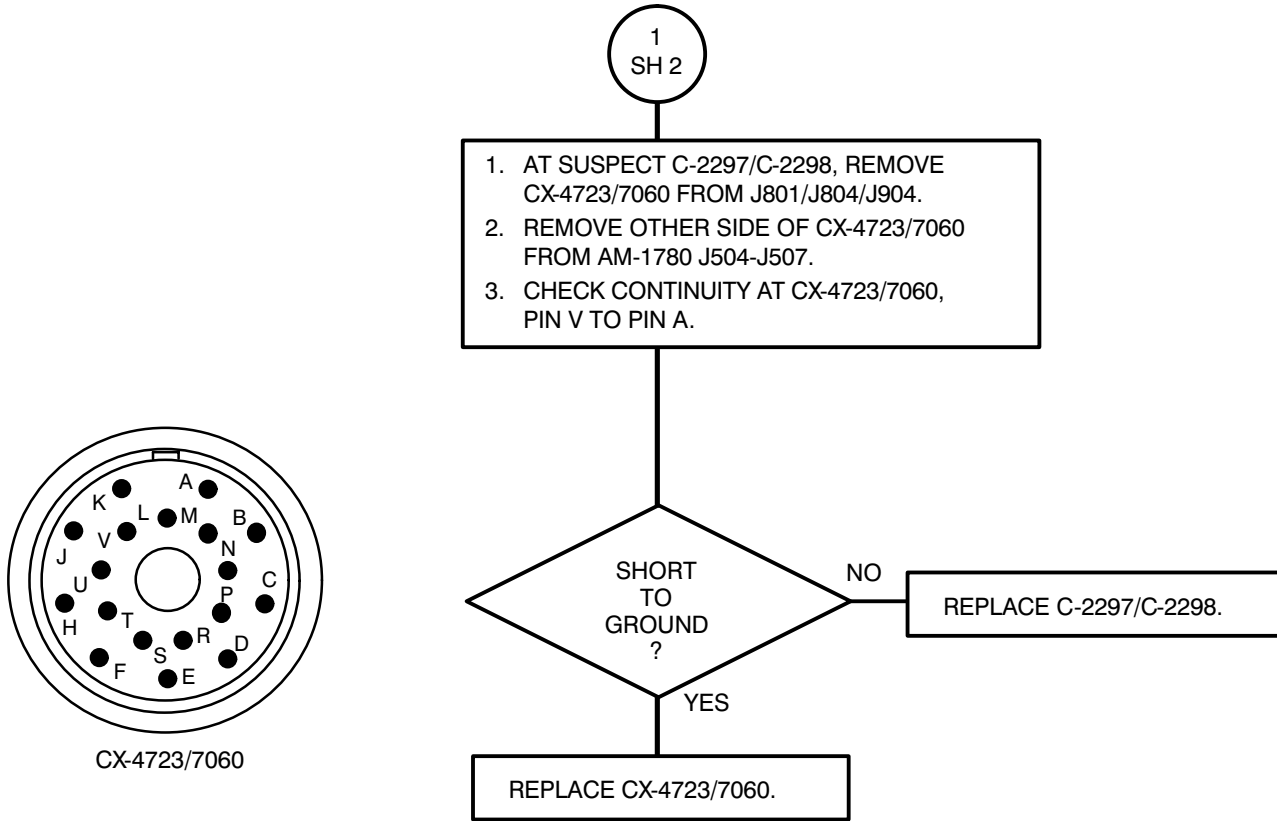 1
SH 2
1. AT SUSPECT C-2297/C-2298, REMOVE
CX-4723/7060 FROM J801/J804/J904.
2. REMOVE OTHER SIDE OF CX-4723/7060
FROM AM-1780 J504-J507.
3. CHECK CONTINUITY AT CX-4723/7060,
PIN V TO PIN A.
K
A
L
M
B
J
V
N
U
C
P
H
T
R
D
S
F
E
CX-4723/7060
SHORT
TO
GROUND
?
NO
REPLACE C-2297/C-2298.
YES
REPLACE CX-4723/7060.